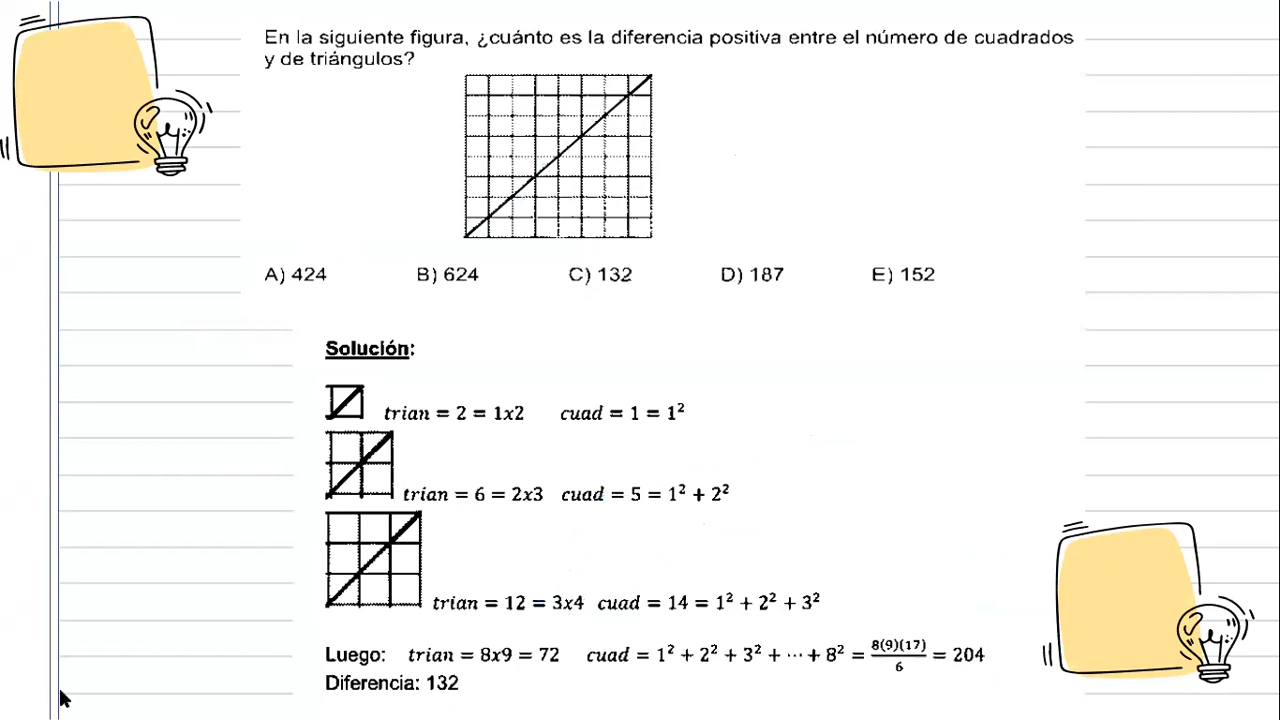 En la siguiente figura, ¿cuánto es la diferencia positiva entre el número de cuadrados
y de triángulos?
A) 424 B) 624 C) 132 D) 187 E) 152
Solución:
trian = 2 = 1x2 cuad = 1 = 1²
trian = 6 = 2x3 cuad = 5 = 1² + 2²
trian = 12 = 3x4 cuad = 14 = 1² + 2² + 3²
Luego: trian = 8x9 = 72 cuad = 1² + 2² + 3² + ⋯ + 8² = 8(9)(17)/6 = 204
Diferencia: 132